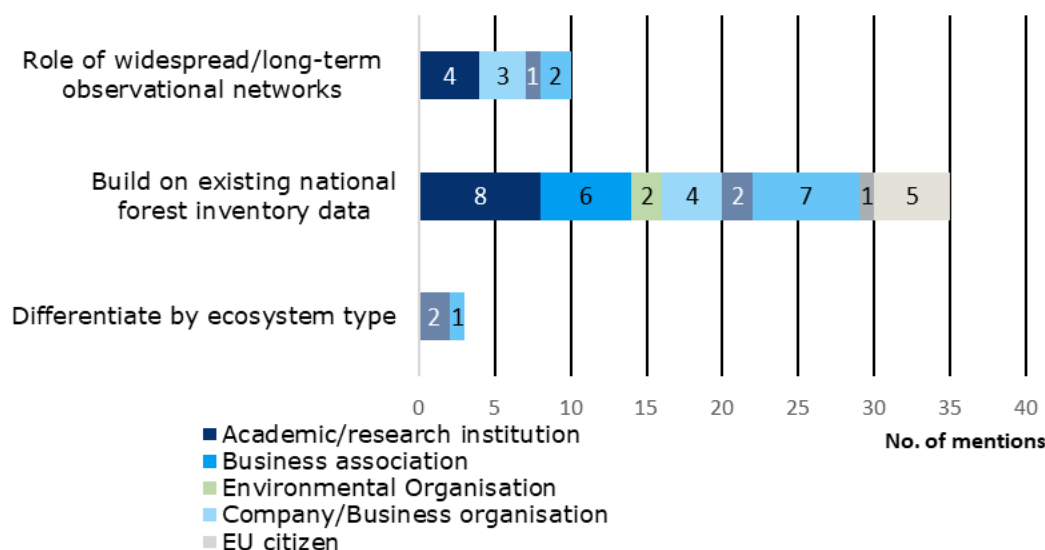 Role of widespread/long-term
observational networks
4 3 1 2
Build on existing national
forest inventory data
8 6 2 4 2 7 1 5
Differentiate by ecosystem type
2 1
0 5 10 15 20 25 30 35 40
No. of mentions
Academic/research institution
Business association
Environmental Organisation
Company/Business organisation
EU citizen